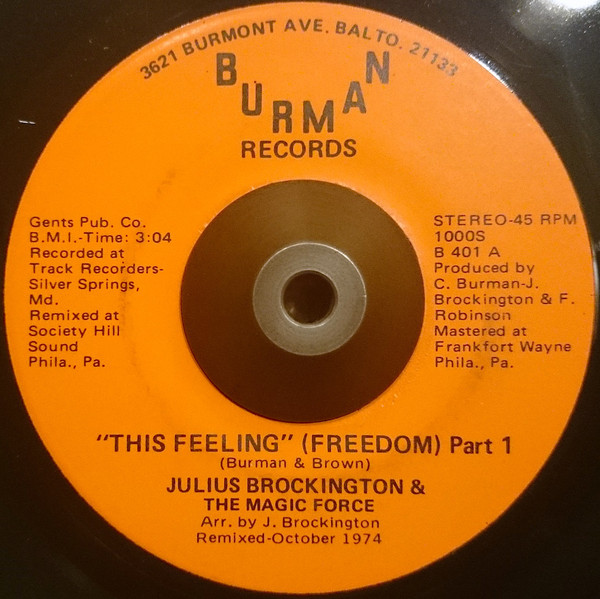 3621 BURMONT AVE. BALTO. 21133
BURMAN
RECORDS
Gents Pub. Co.
B.M.I.-Time: 3:04
Recorded at
Track Recorders-
Silver Springs,
Md.
Remixed at
Society Hill
Sound
Phila., Pa.
STEREO-45 RPM
1000S
B 401 A
Produced by
C. Burman-J.
Brockington & F.
Robinson
Mastered at
Frankfort Wayne
Phila., Pa.
"THIS FEELING" (FREEDOM) Part 1
(Burman & Brown)
JULIUS BROCKINGTON &
THE MAGIC FORCE
Arr. by J. Brockington
Remixed-October 1974